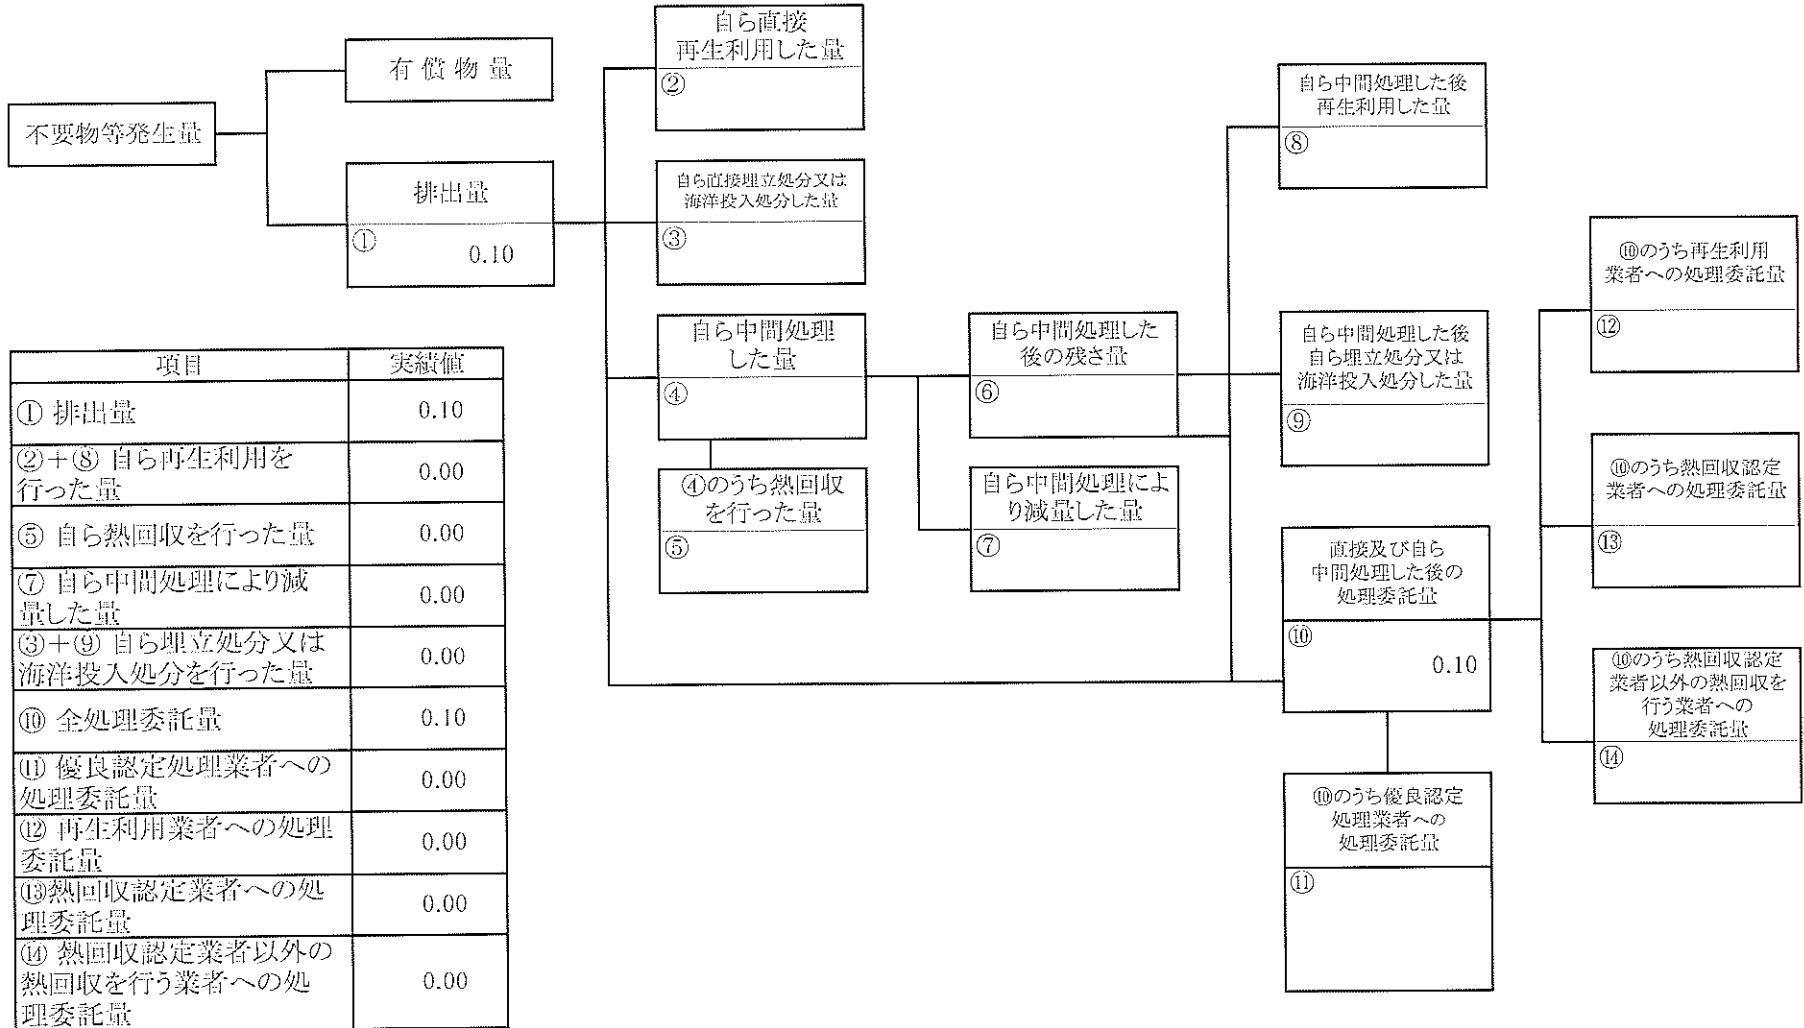 不要物等発生量
有償物量
排出量
①
0.10
自ら直接
再生利用した量
②
自ら直接埋立処分又は
海洋投入処分した量
③
自ら中間処理
した量
④
④のうち熱回収
を行った量
⑤
自ら中間処理した
後の残さ量
⑥
自ら中間処理によ
り減量した量
⑦
自ら中間処理した後
再生利用した量
⑧
自ら中間処理した後
自ら埋立処分又は
海洋投入処分した量
⑨
直接及び自ら
中間処理した後の
処理委託量
⑩
0.10
⑩のうち優良認定
処理業者への
処理委託量
⑪
⑩のうち再生利用
業者への処理委託量
⑫
⑩のうち熱回収認定
業者への処理委託量
⑬
⑩のうち熱回収認定
業者以外の熱回収を
行う業者への
処理委託量
⑭
項目 実績値
① 排出量 0.10
②+⑧ 自ら再生利用を
行った量 0.00
⑤ 自ら熱回収を行った量 0.00
⑦ 自ら中間処理により減
量した量 0.00
③+⑨ 自ら埋立処分又は
海洋投入処分を行った量 0.00
⑩ 全処理委託量 0.10
⑪ 優良認定処理業者への
処理委託量 0.00
⑫ 再生利用業者への処理
委託量 0.00
⑬熱回収認定業者への処
理委託量 0.00
⑭ 熱回収認定業者以外の
熱回収を行う業者への処
理委託量 0.00